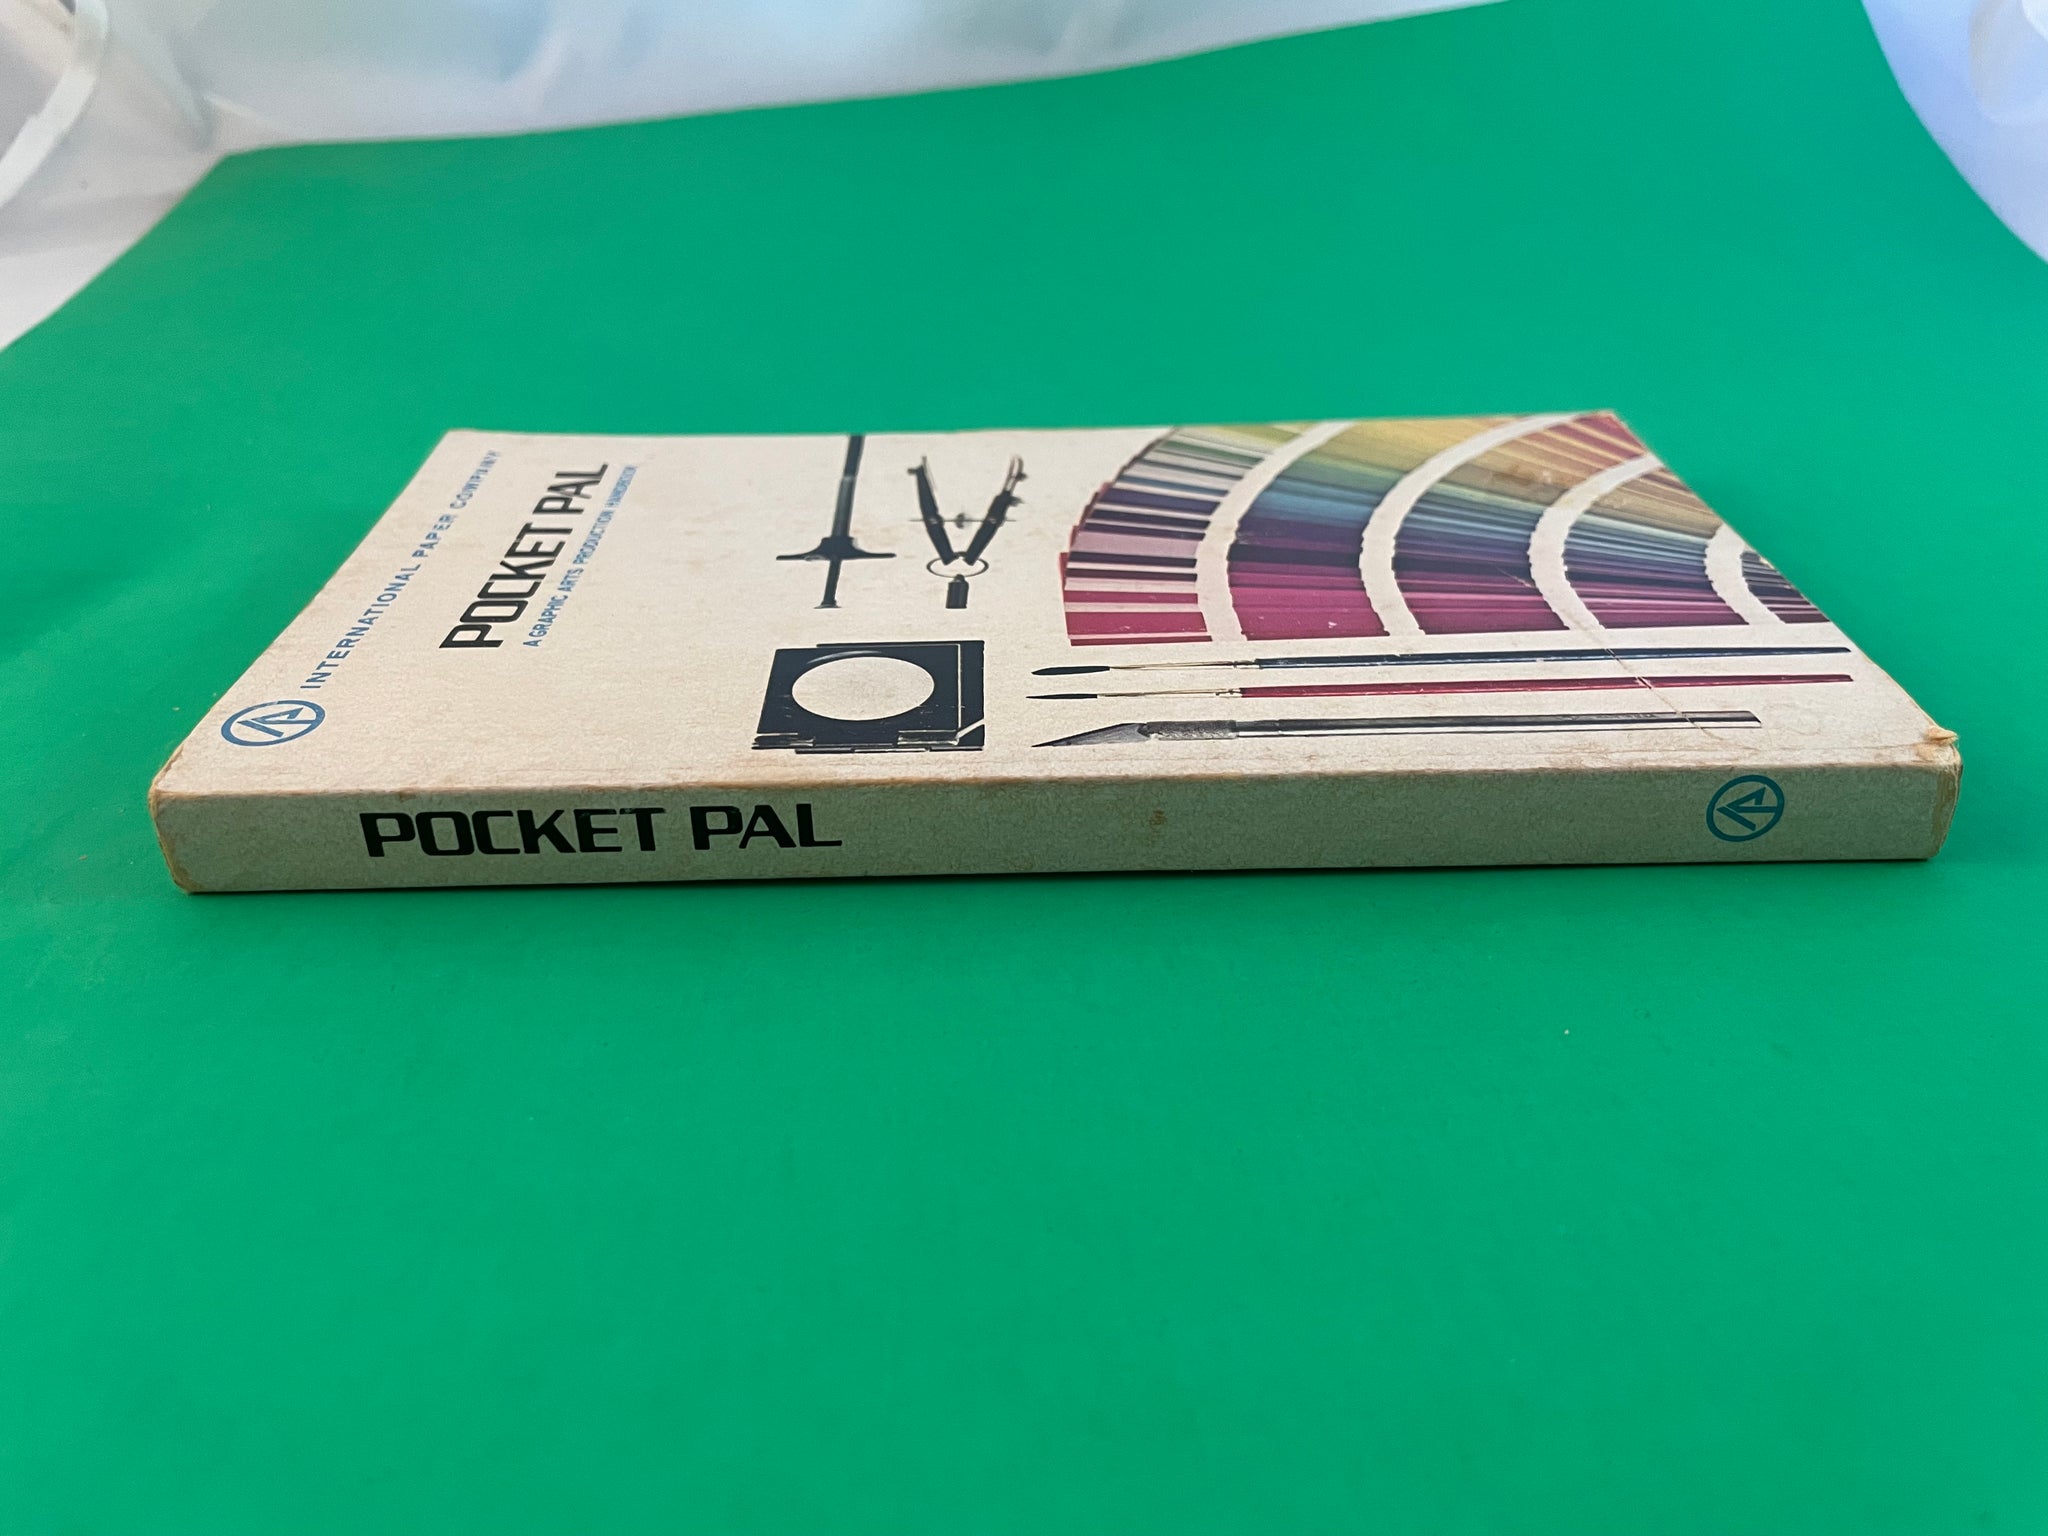 INTERNATIONAL PAPER COMPANY
POCKET PAL
A GRAPHIC ARTS PRODUCTION HANDBOOK
POCKET PAL